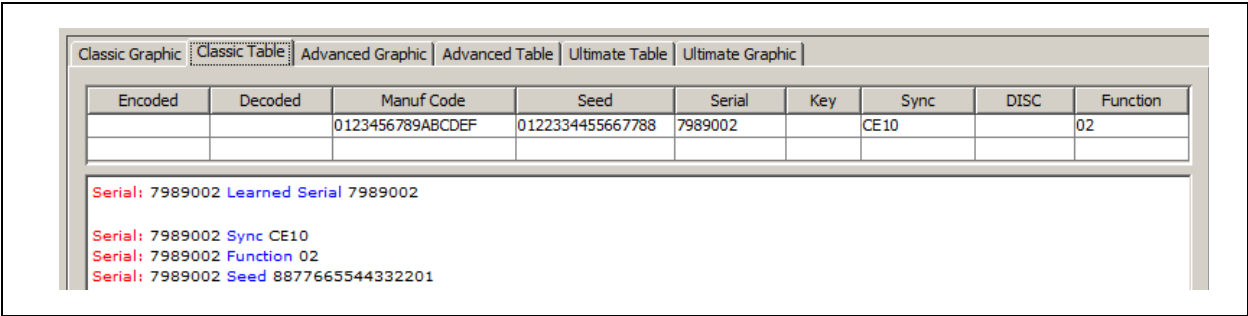 Classic Graphic Classic Table Advanced Graphic Advanced Table Ultimate Table Ultimate Graphic
Encoded Decoded Manuf Code Seed Serial Key Sync DISC Function
0123456789ABCDEF 0122334455667788 7989002 CE10 02
Serial: 7989002 Learned Serial 7989002
Serial: 7989002 Sync CE10
Serial: 7989002 Function 02
Serial: 7989002 Seed 8877665544332201